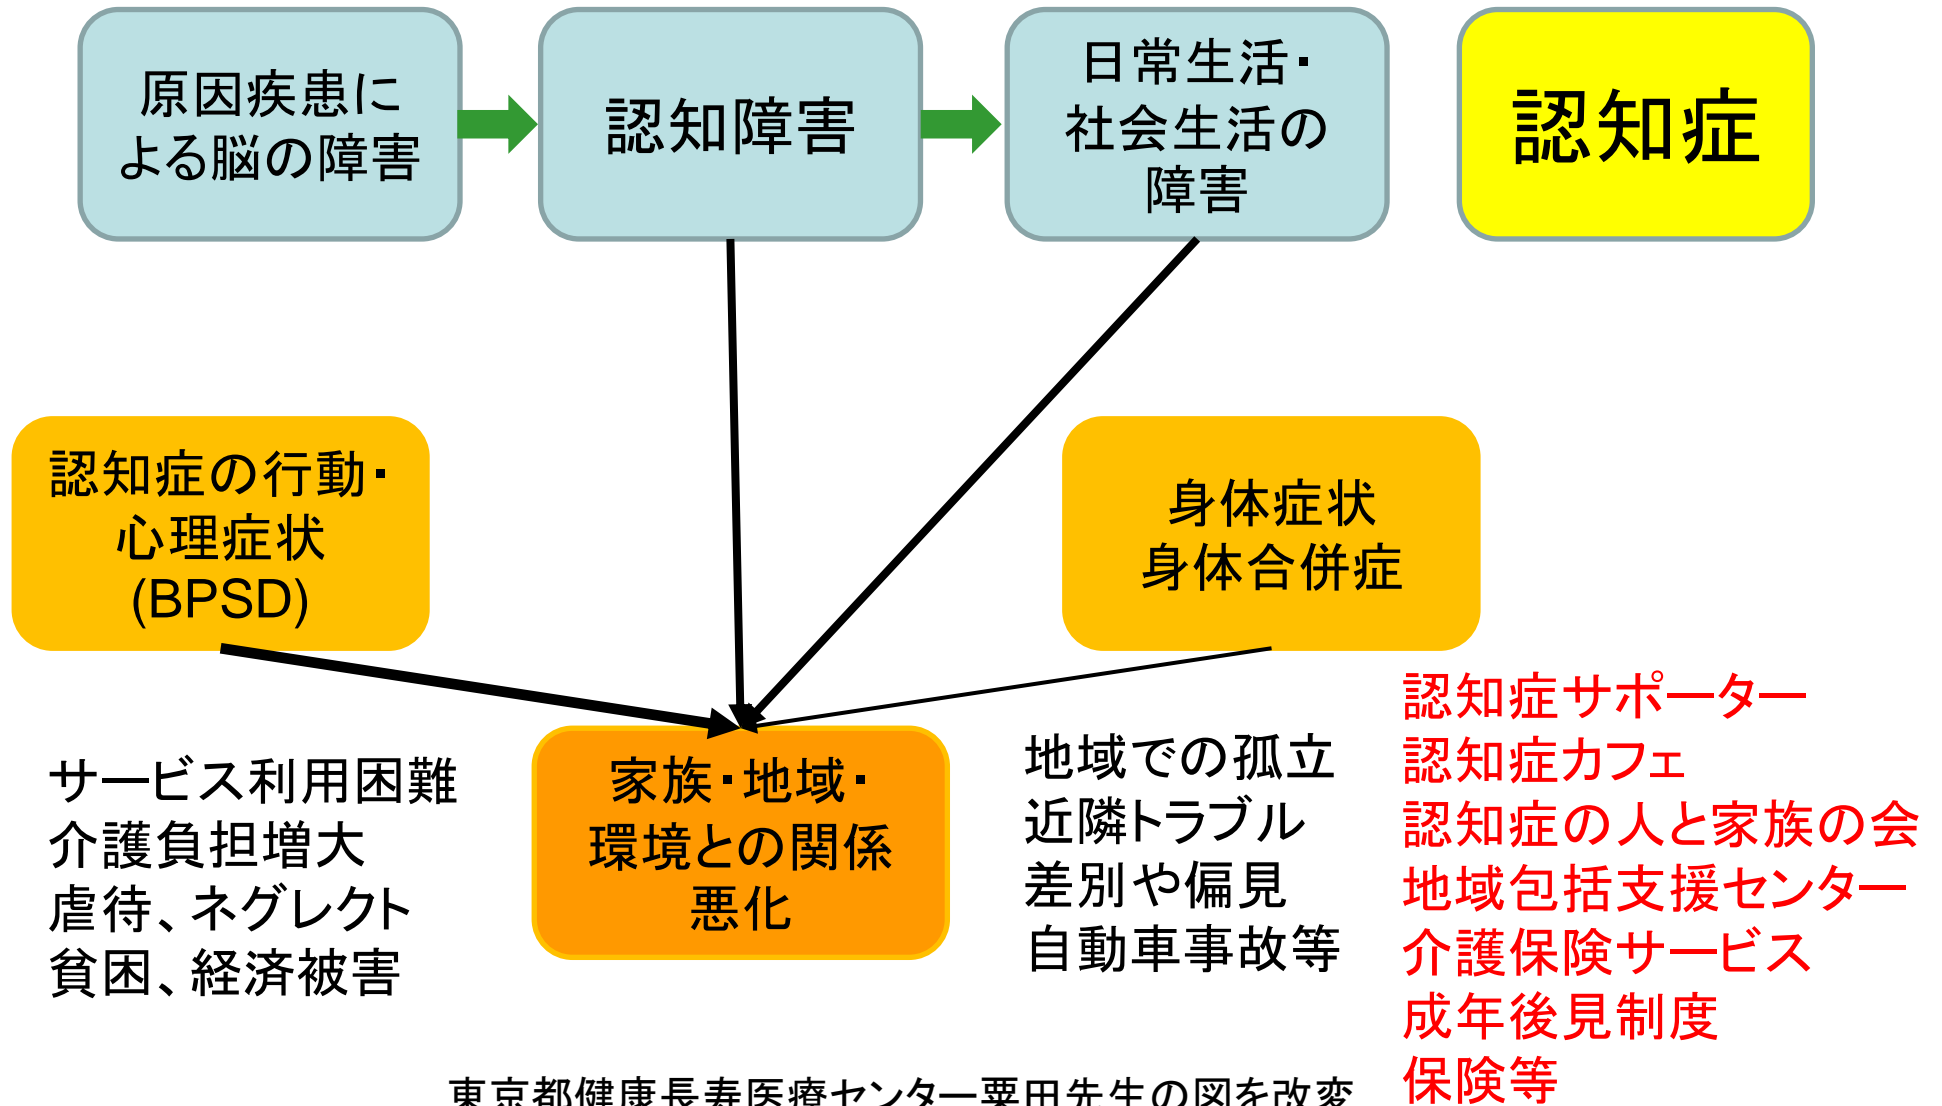 原因疾患に
よる脳の障害
認知障害
日常生活・
社会生活の
障害
認知症
認知症の行動・
心理症状
(BPSD)
身体症状
身体合併症
サービス利用困難
介護負担増大
虐待、ネグレクト
貧困、経済被害
家族・地域・
環境との関係
悪化
地域での孤立
近隣トラブル
差別や偏見
自動車事故等
認知症サポーター
認知症カフェ
認知症の人と家族の会
地域包括支援センター
介護保険サービス
成年後見制度
保険等
東京都健康長寿医療センター粟田先生の図を改変